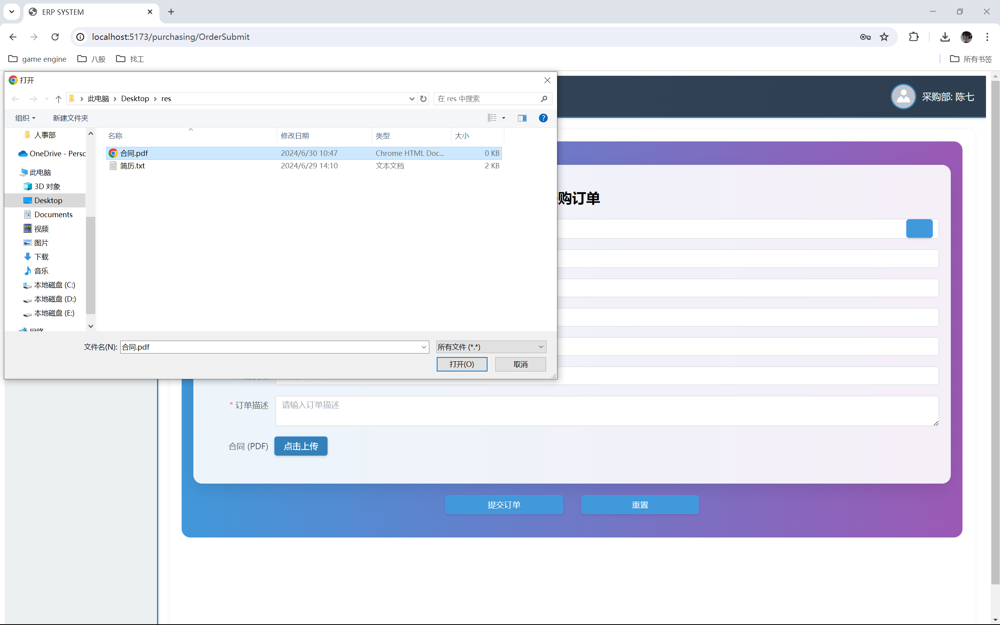 ERP SYSTEM
localhost:5173/purchasing/OrderSubmit
game engine
八股
找工
所有书签
打开
采购部: 陈七
此电脑
Desktop
res
在 res 中搜索
组织
新建文件夹
人事部
名称
修改日期
类型
大小
OneDrive - Perso
合同.pdf
2024/6/30 10:47
Chrome HTML Doc...
0 KB
简历.txt
2024/6/29 14:10
文本文档
2 KB
此电脑
3D 对象
Desktop
购订单
Documents
视频
图片
下载
音乐
本地磁盘 (C:)
本地磁盘 (D:)
本地磁盘 (E:)
文件名(N):
合同.pdf
所有文件 (*.*)
打开(O)
取消
* 订单描述
请输入订单描述
合同 (PDF)
点击上传
提交订单
重置